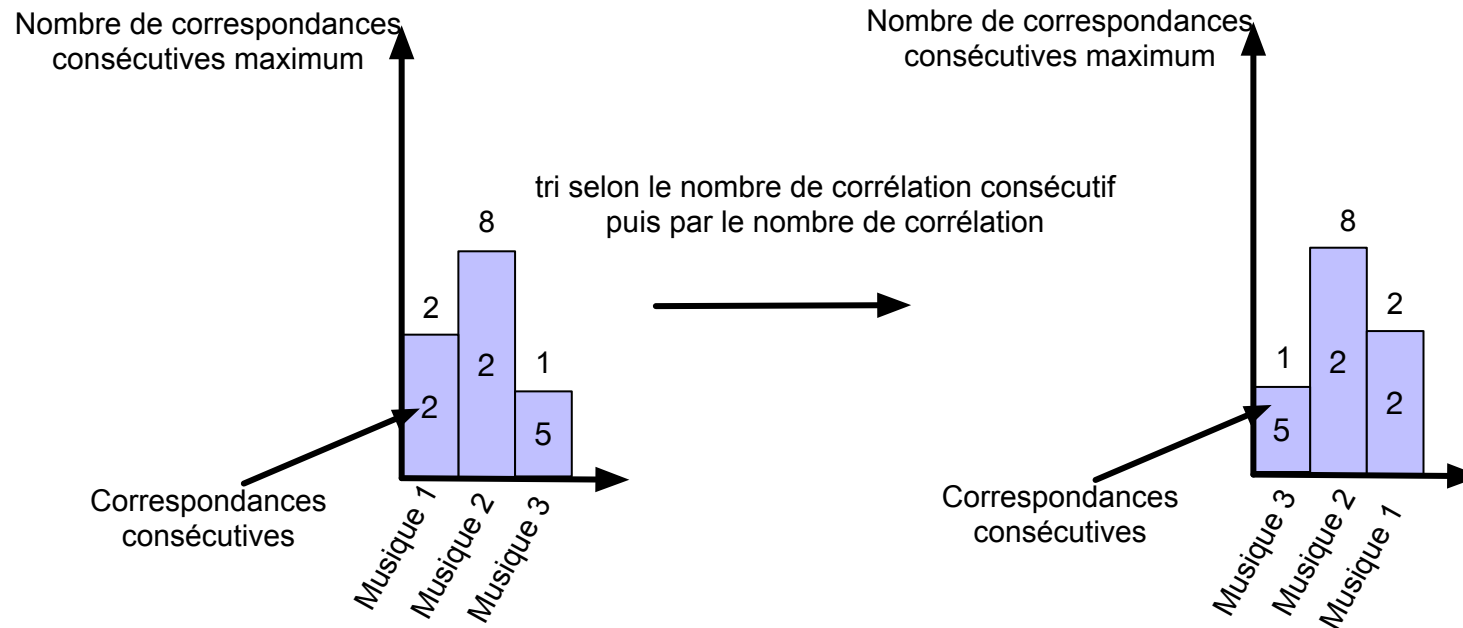 Nombre de correspondances
consécutives maximum
8
2
2
1
2
5
Correspondances
consécutives
Musique 1
Musique 2
Musique 3
tri selon le nombre de corrélation consécutif
puis par le nombre de corrélation
Nombre de correspondances
consécutives maximum
8
2
1
2
2
5
Correspondances
consécutives
Musique 3
Musique 2
Musique 1